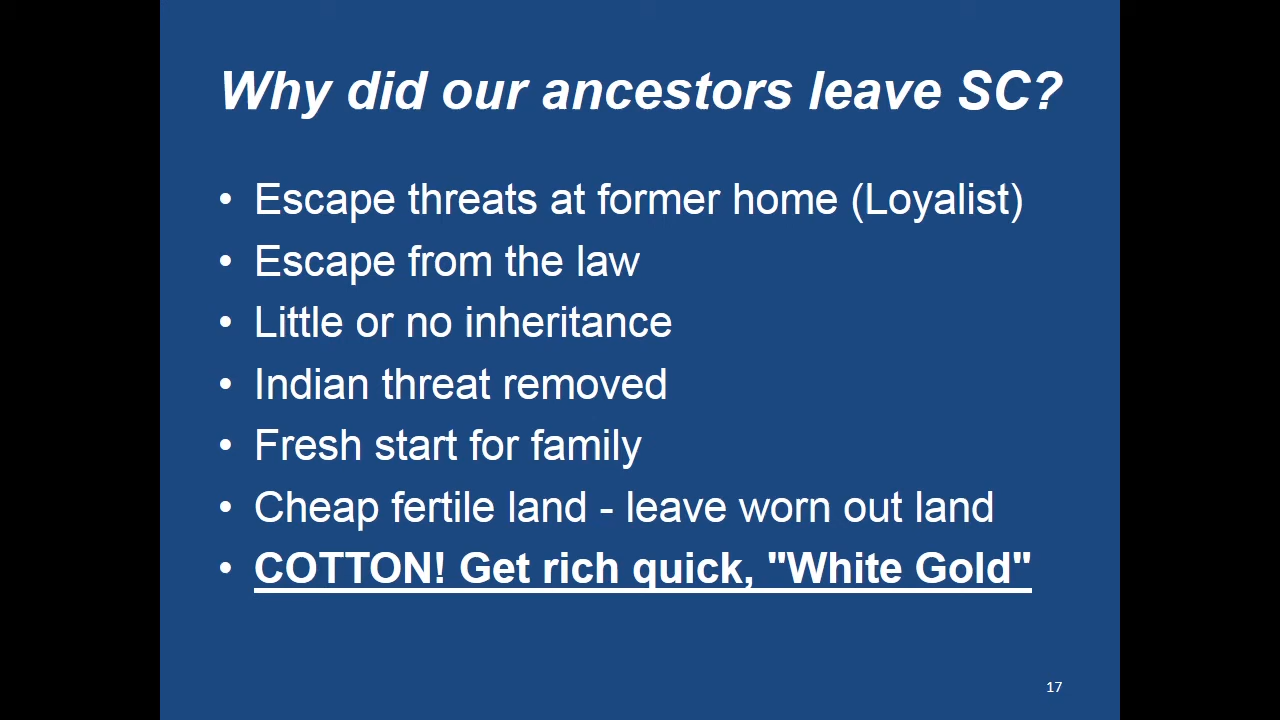 Why did our ancestors leave SC?
• Escape threats at former home (Loyalist)
• Escape from the law
• Little or no inheritance
• Indian threat removed
• Fresh start for family
• Cheap fertile land - leave worn out land
• COTTON! Get rich quick, "White Gold"
17